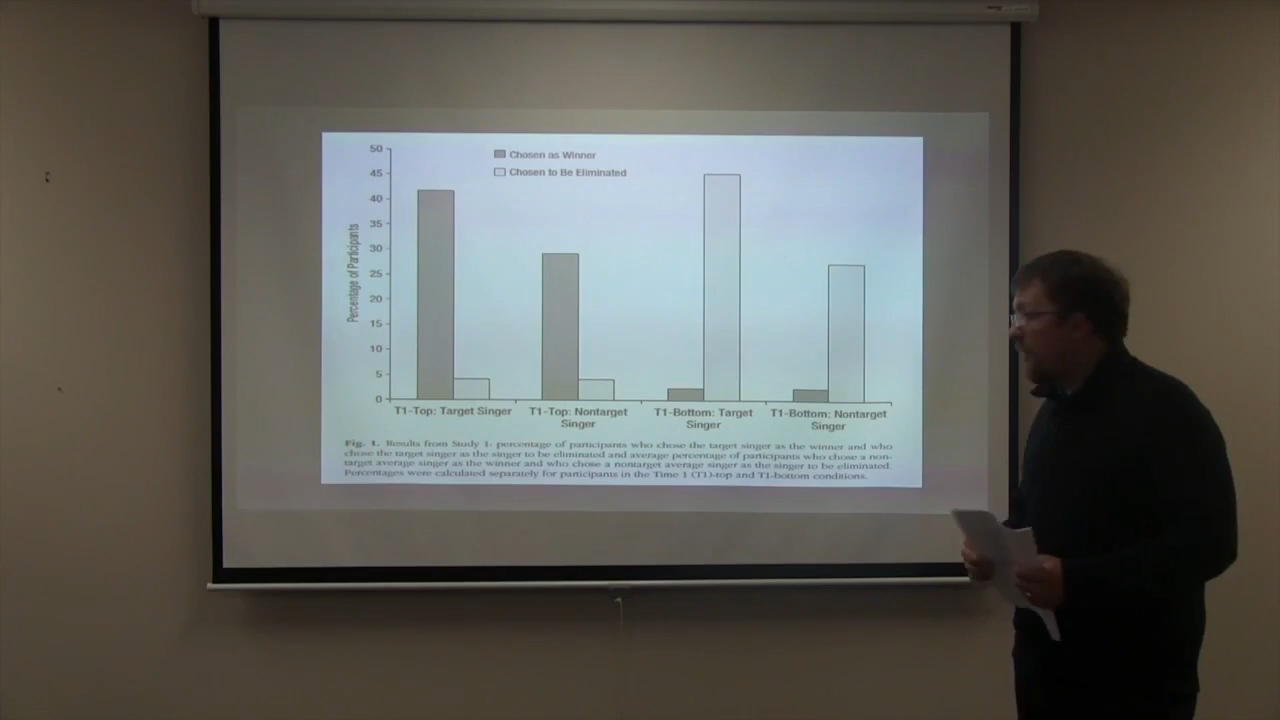 50
45
40
35
30
25
20
15
10
5
0
Percentage of Participants
Chosen as Winner
Chosen to Be Eliminated
T1-Top: Target Singer
T1-Top: Nontarget
Singer
T1-Bottom: Target
Singer
T1-Bottom: Nontarget
Singer
Fig. 1. Results from Study 1: percentage of participants who chose the target singer as the winner and who
chose the target singer as the singer to be eliminated and average percentage of participants who chose a non-
target average singer as the winner and who chose a nontarget average singer as the singer to be eliminated.
Percentages were calculated separately for participants in the Time 1 (T1)-top and T1-bottom conditions.